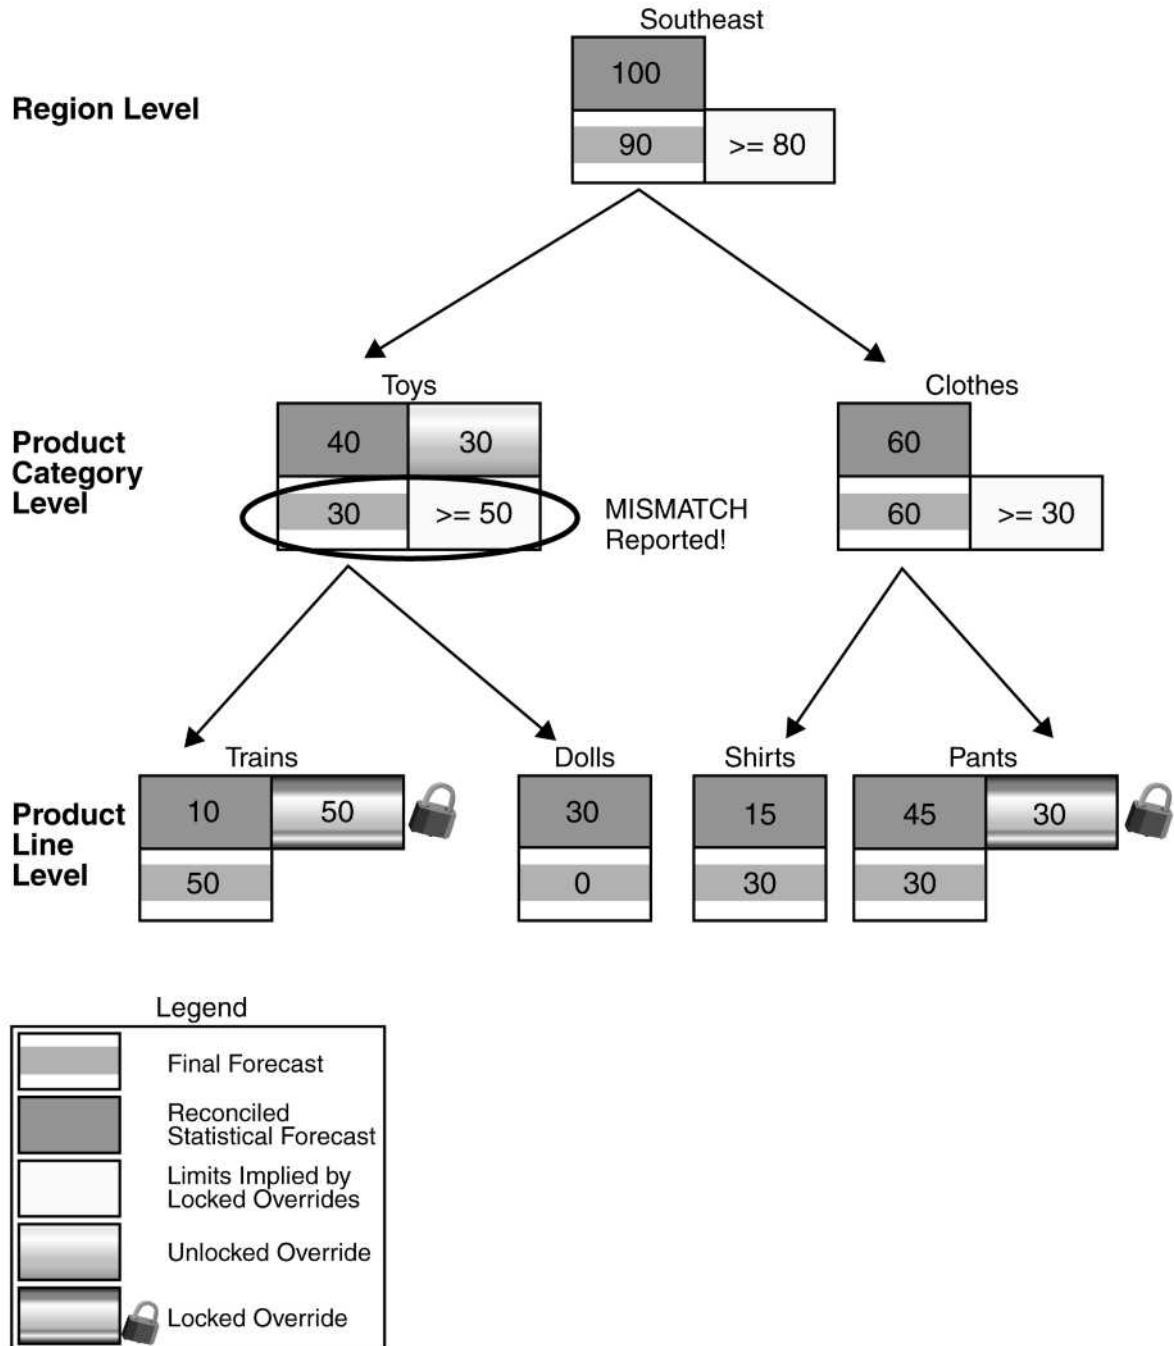 Southeast
100
Region Level
90
>= 80
Toys
Clothes
Product
Category
Level
40
30
60
30
>= 50
MISMATCH
Reported!
60
>= 30
Trains
Dolls
Shirts
Pants
Product
Line
Level
10
50
30
15
45
30
50
0
30
30
Legend
Final Forecast
Reconciled
Statistical Forecast
Limits Implied by
Locked Overrides
Unlocked Override
Locked Override